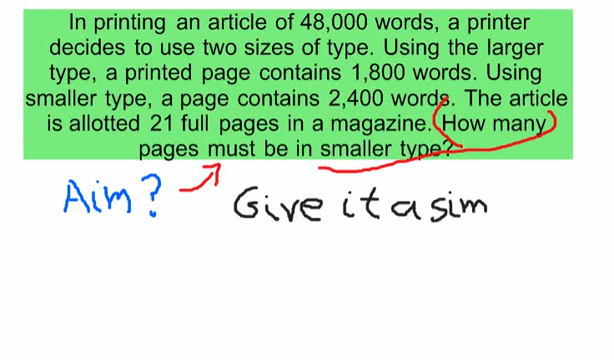 In printing an article of 48,000 words, a printer
decides to use two sizes of type. Using the larger
type, a printed page contains 1,800 words. Using
smaller type, a page contains 2,400 words. The article
is allotted 21 full pages in a magazine. How many
pages must be in smaller type?
Aim? Give it a sim